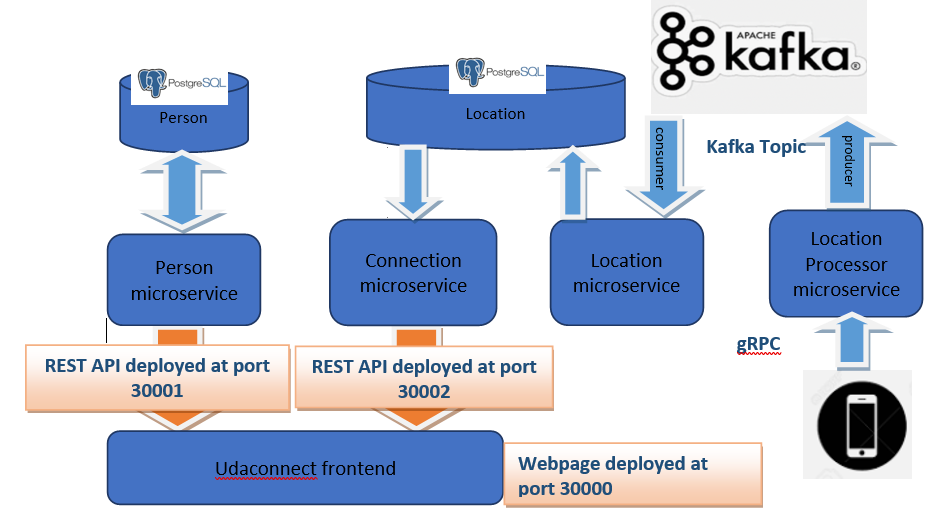 APACHE
kafka®
PostgreSQL
Person
PostgreSQL
Location
consumer
Kafka Topic
producer
Person
microservice
Connection
microservice
Location
microservice
Location
Processor
microservice
gRPC
REST API deployed at port
30001
REST API deployed at port
30002
Udaconnect frontend
Webpage deployed at
port 30000